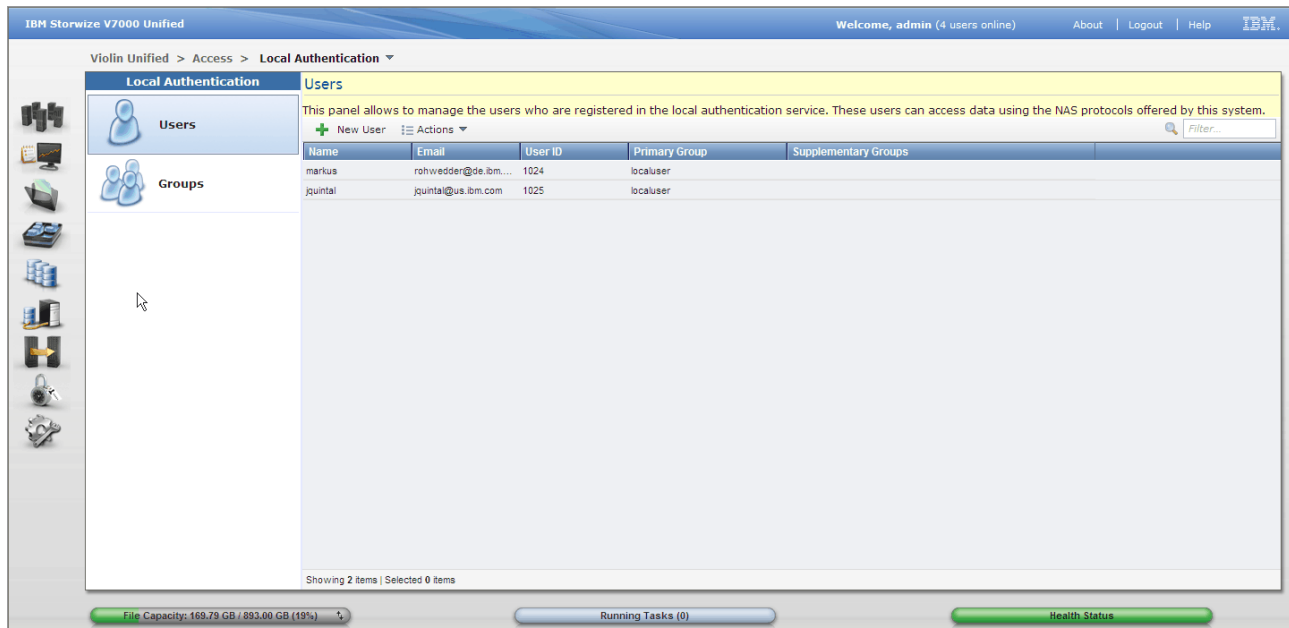 IBM Storwize V7000 Unified
Welcome, admin (4 users online)
About | Logout | Help
IBM.
Violin Unified > Access > Local Authentication
Local Authentication
Users
Groups
Users
This panel allows to manage the users who are registered in the local authentication service. These users can access data using the NAS protocols offered by this system.
New User Actions
Filter...
Name Email User ID Primary Group Supplementary Groups
markus rohwedder@de.ibm.... 1024 localuser
jquintal jquintal@us.ibm.com 1025 localuser
Showing 2 items | Selected 0 items
File Capacity: 169.79 GB / 893.00 GB (19%)
Running Tasks (0)
Health Status